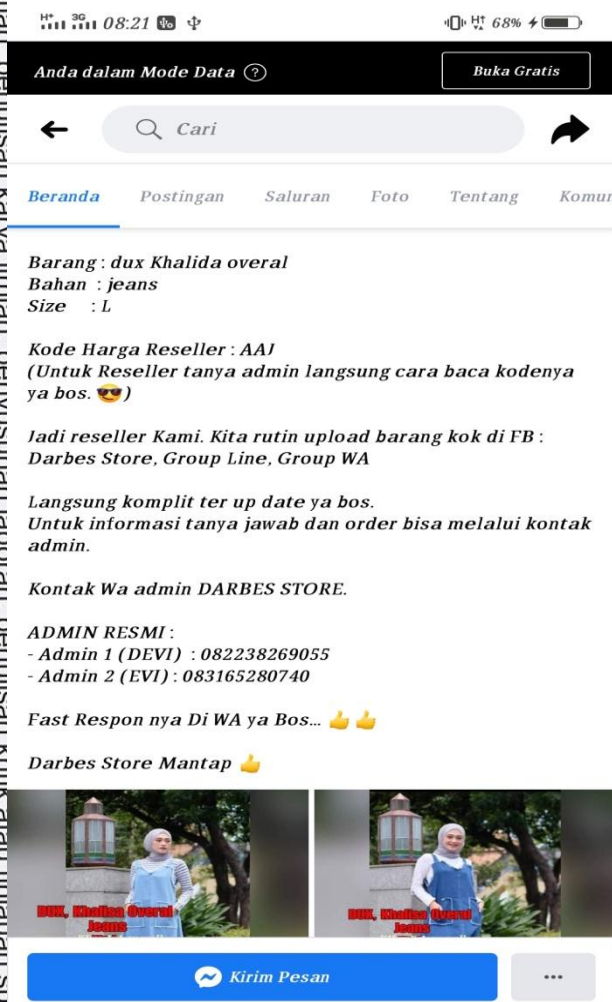 H+ 3G 08:21 68%
Anda dalam Mode Data ?
Buka Gratis
Cari
Beranda Postingan Saluran Foto Tentang Komun
Barang : dux Khalida overal
Bahan : jeans
Size : L
Kode Harga Reseller : AAJ
(Untuk Reseller tanya admin langsung cara baca kodenya
ya bos. 😎)
Jadi reseller Kami. Kita rutin upload barang kok di FB :
Darbes Store, Group Line, Group WA
Langsung komplit ter up date ya bos.
Untuk informasi tanya jawab dan order bisa melalui kontak
admin.
Kontak Wa admin DARBES STORE.
ADMIN RESMI :
- Admin 1 (DEVI) : 082238269055
- Admin 2 (EVI) : 083165280740
Fast Respon nya Di WA ya Bos... 👍 👍
Darbes Store Mantap 👍
DUX, Khalisa Overal
Jeans
DUX, Khalisa Overal
Jeans
Kirim Pesan